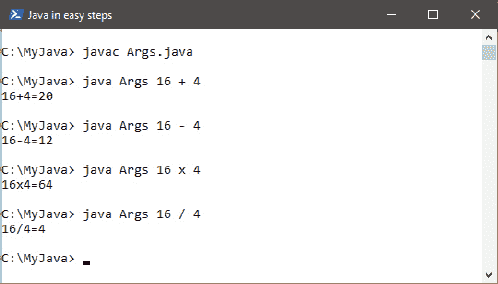 Java in easy steps
C:\MyJava> javac Args.java
C:\MyJava> java Args 16 + 4
16+4=20
C:\MyJava> java Args 16 - 4
16-4=12
C:\MyJava> java Args 16 x 4
16x4=64
C:\MyJava> java Args 16 / 4
16/4=4
C:\MyJava>